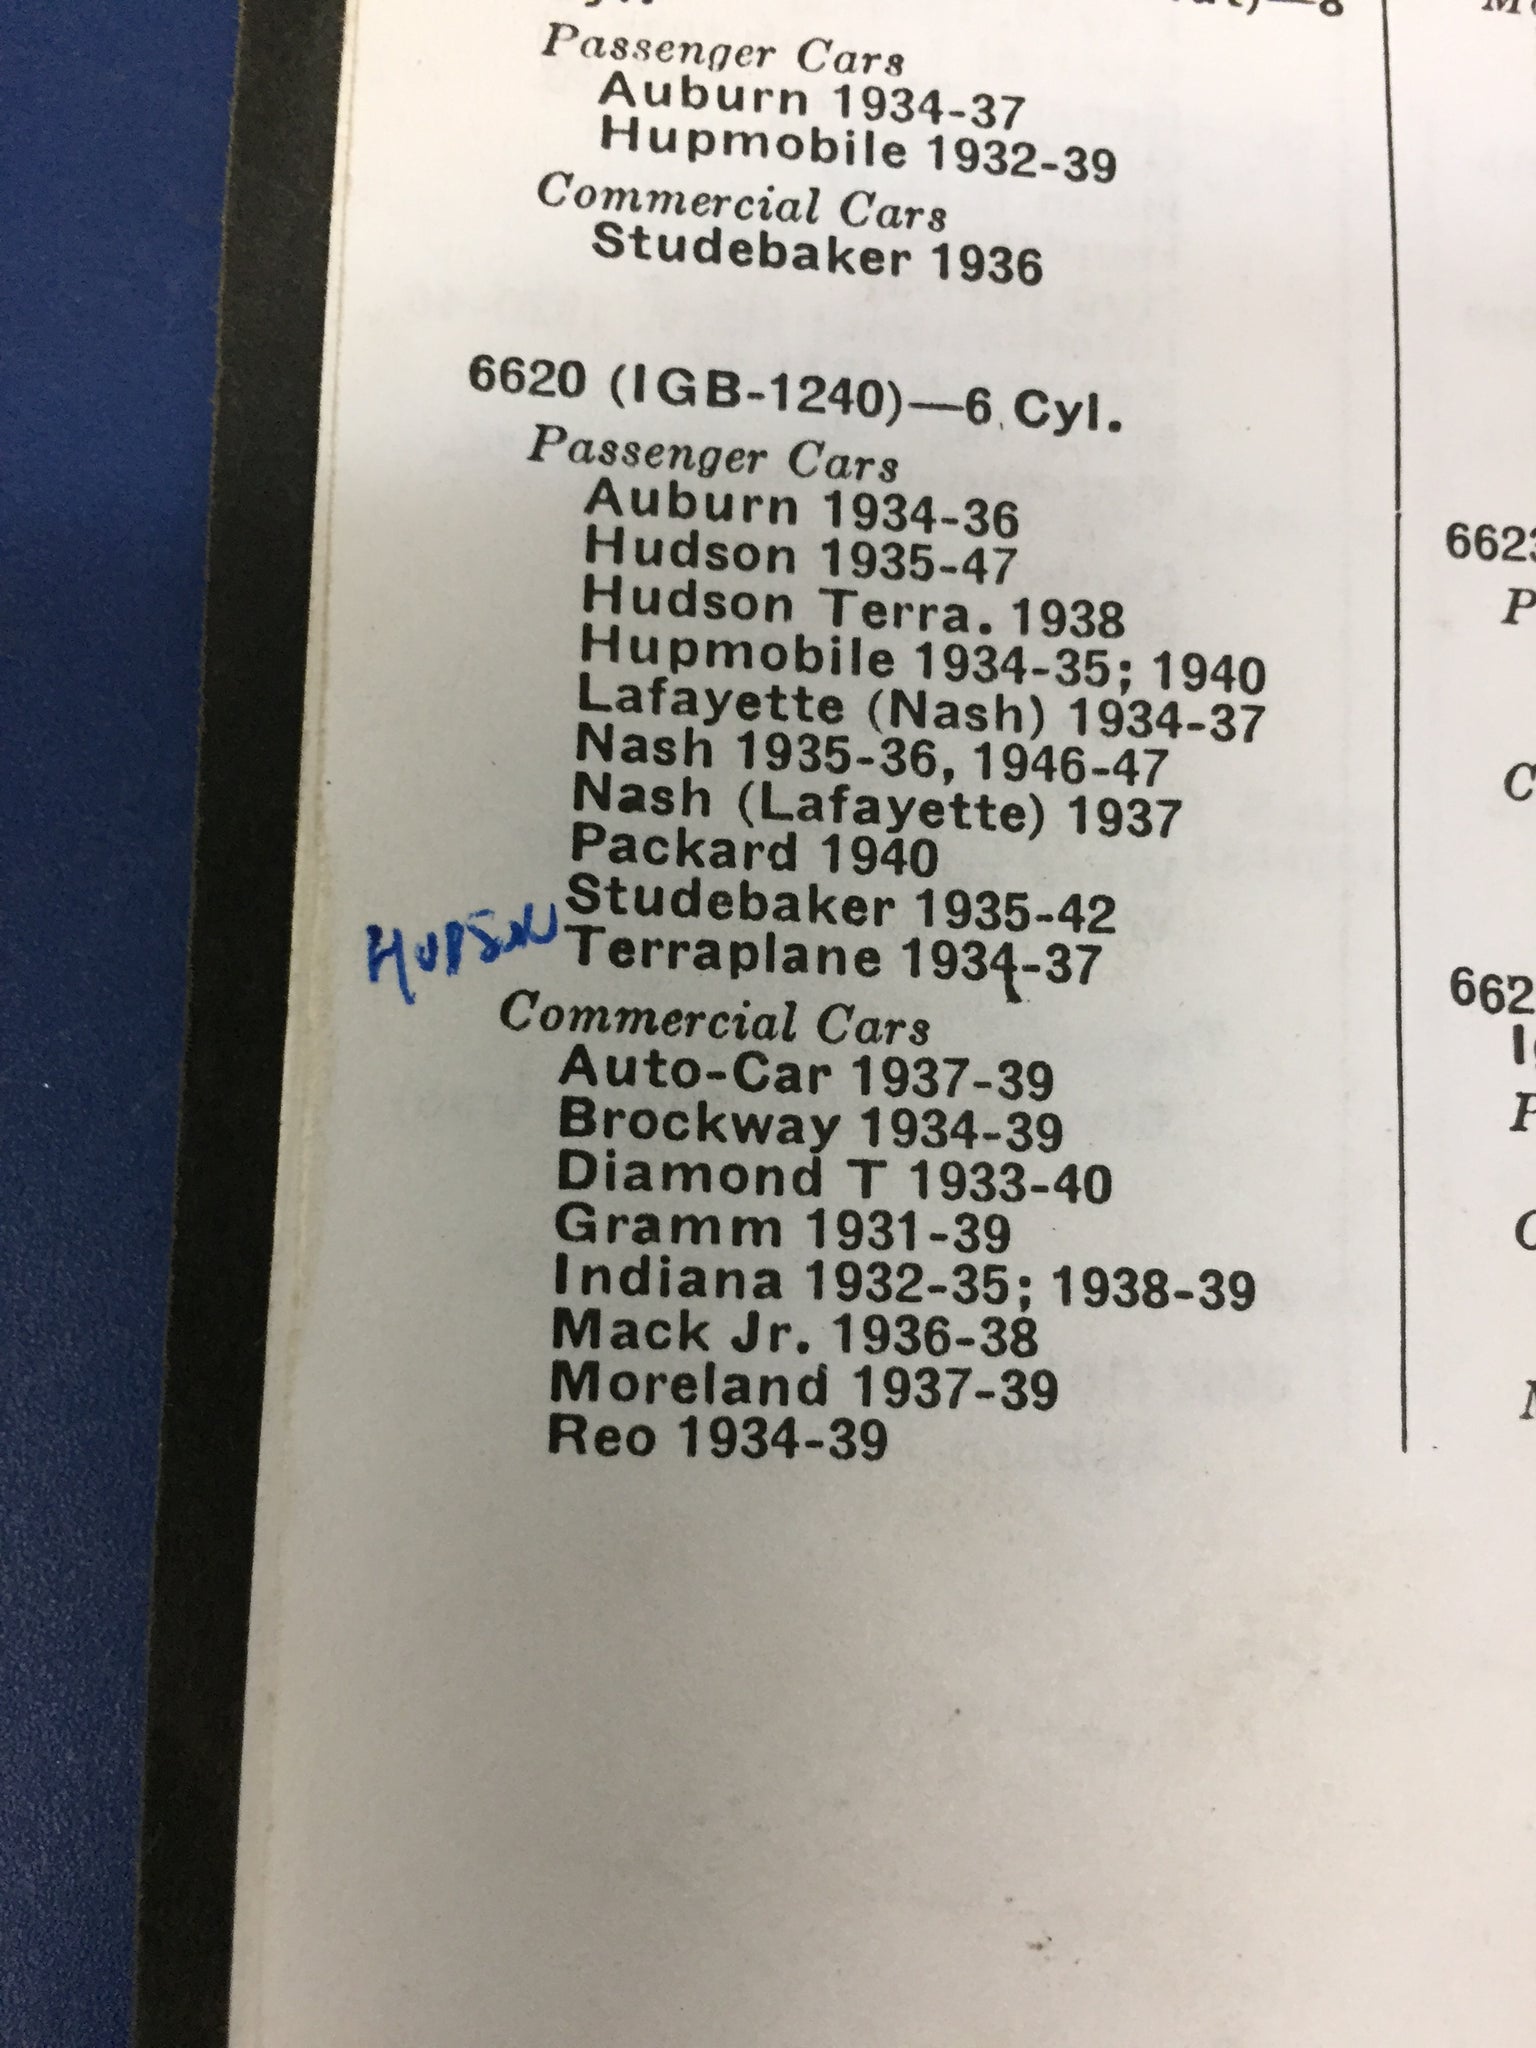 Passenger Cars
Auburn 1934-37
Hupmobile 1932-39
Commercial Cars
Studebaker 1936
6620 (IGB-1240)—6 Cyl.
Passenger Cars
Auburn 1934-36
Hudson 1935-47
Hudson Terra. 1938
Hupmobile 1934-35; 1940
Lafayette (Nash) 1934-37
Nash 1935-36, 1946-47
Nash (Lafayette) 1937
Packard 1940
Studebaker 1935-42
HUDSON Terraplane 1934-37
Commercial Cars
Auto-Car 1937-39
Brockway 1934-39
Diamond T 1933-40
Gramm 1931-39
Indiana 1932-35; 1938-39
Mack Jr. 1936-38
Moreland 1937-39
Reo 1934-39